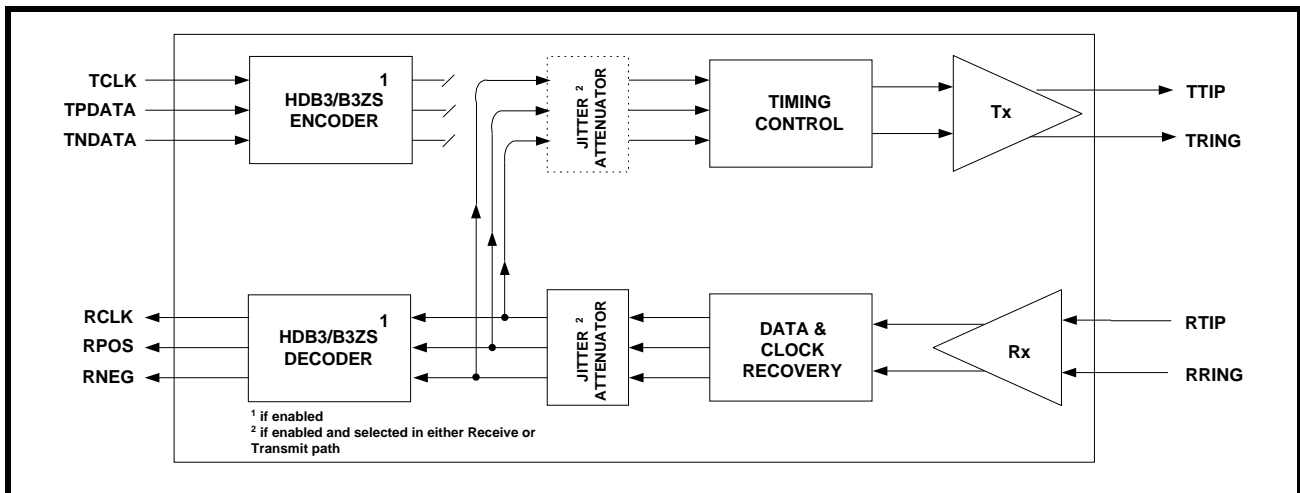 TCLK
TPDATA
TNDATA
HDB3/B3ZS 1
ENCODER
JITTER 2
ATTENUATOR
TIMING
CONTROL
Tx
TTIP
TRING
RCLK
RPOS
RNEG
HDB3/B3ZS 1
DECODER
JITTER 2
ATTENUATOR
DATA &
CLOCK
RECOVERY
Rx
RTIP
RRING
1 if enabled
2 if enabled and selected in either Receive or
Transmit path